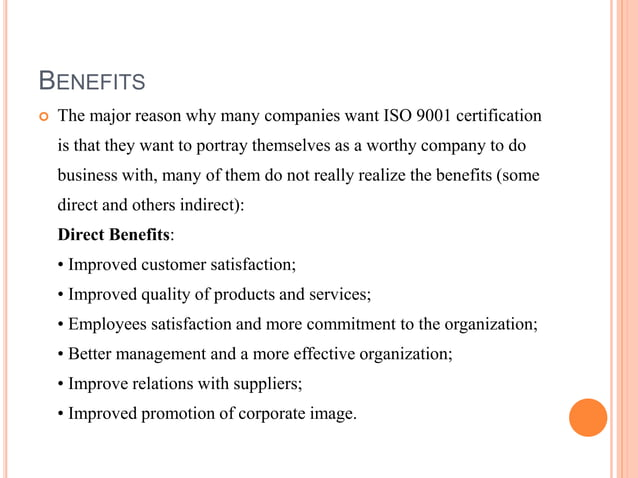 BENEFITS
The major reason why many companies want ISO 9001 certification
is that they want to portray themselves as a worthy company to do
business with, many of them do not really realize the benefits (some
direct and others indirect):
Direct Benefits:
• Improved customer satisfaction;
• Improved quality of products and services;
• Employees satisfaction and more commitment to the organization;
• Better management and a more effective organization;
• Improve relations with suppliers;
• Improved promotion of corporate image.